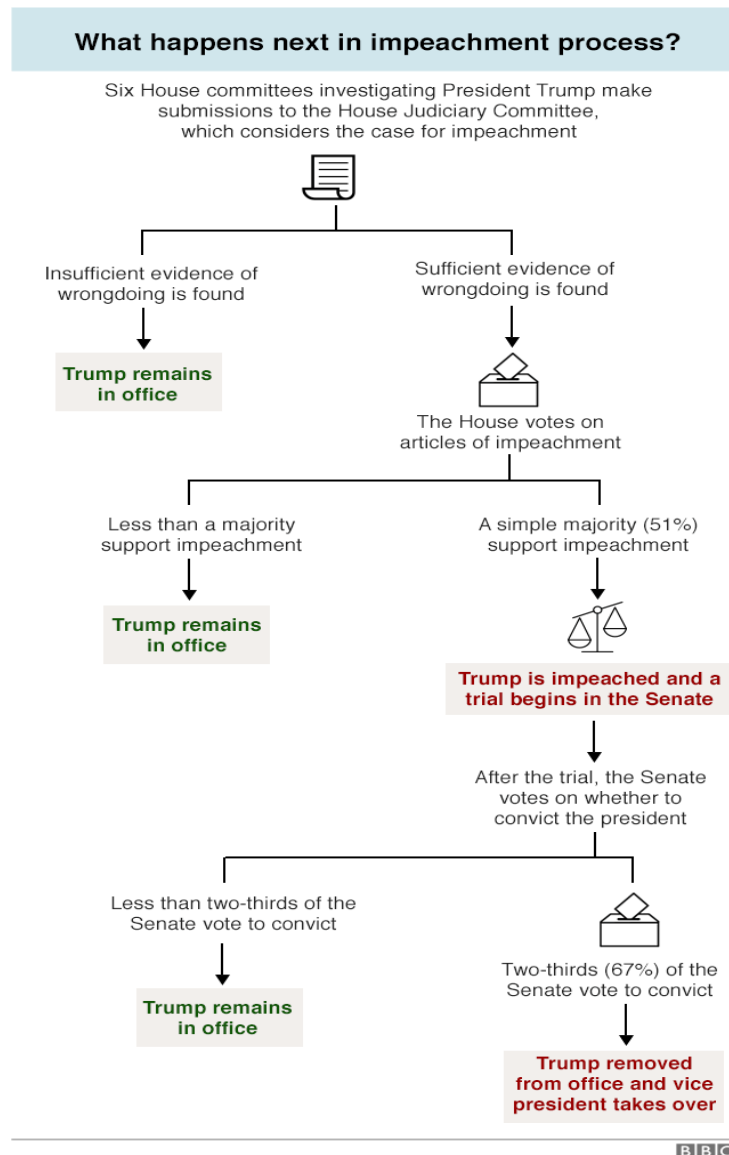 What happens next in impeachment process?
Six House committees investigating President Trump make
submissions to the House Judiciary Committee,
which considers the case for impeachment
Insufficient evidence of
wrongdoing is found
Sufficient evidence of
wrongdoing is found
Trump remains
in office
The House votes on
articles of impeachment
Less than a majority
support impeachment
A simple majority (51%)
support impeachment
Trump remains
in office
Trump is impeached and a
trial begins in the Senate
After the trial, the Senate
votes on whether to
convict the president
Less than two-thirds of the
Senate vote to convict
Two-thirds (67%) of the
Senate vote to convict
Trump remains
in office
Trump removed
from office and vice
president takes over
BBC